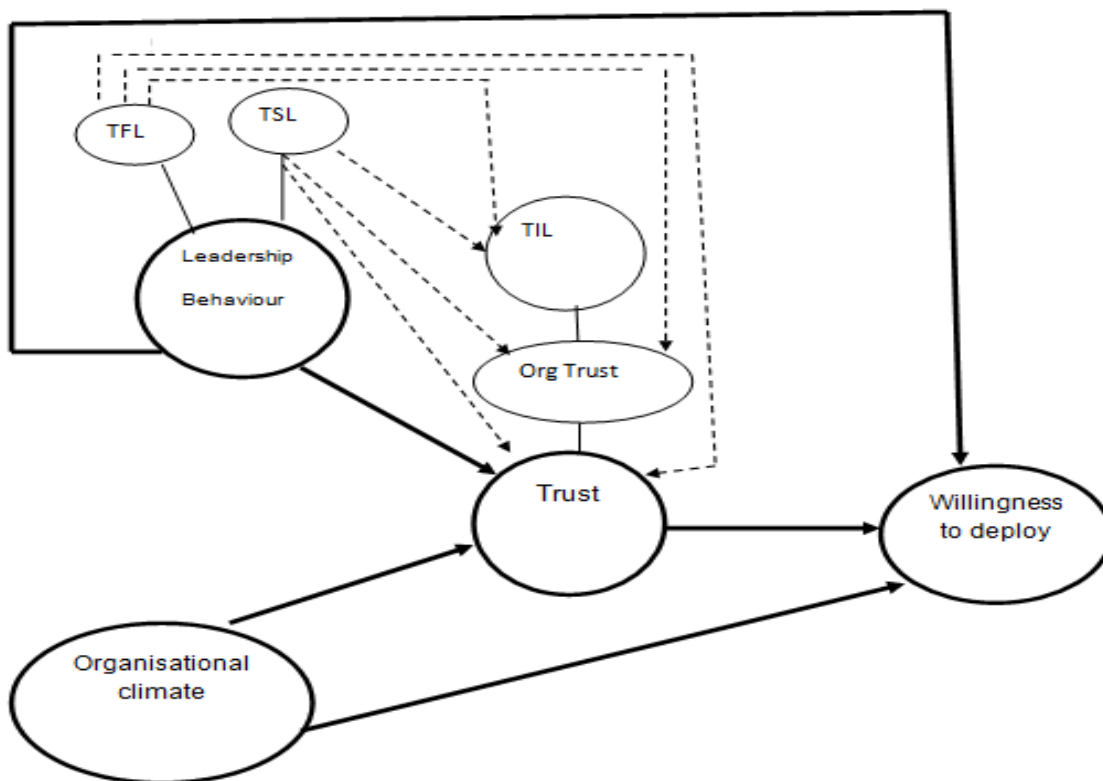 TFL
TSL
TIL
Leadership
Behaviour
Org Trust
Trust
Willingness
to deploy
Organisational
climate